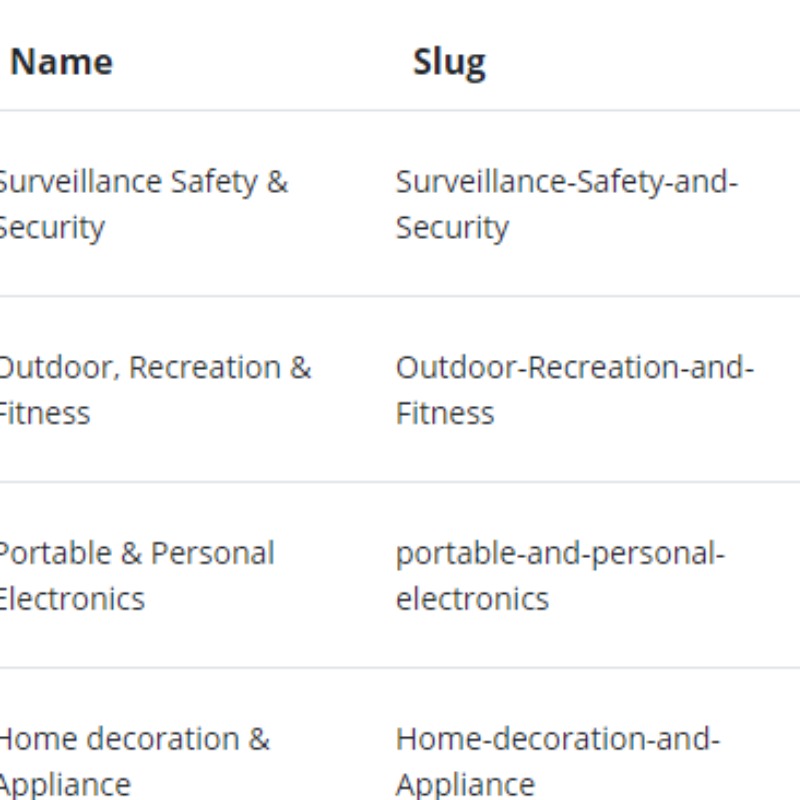 Name Slug
Surveillance Safety & Surveillance-Safety-and-
Security Security
Outdoor, Recreation & Outdoor-Recreation-and-
Fitness Fitness
Portable & Personal portable-and-personal-
Electronics electronics
Home decoration & Home-decoration-and-
Appliance Appliance